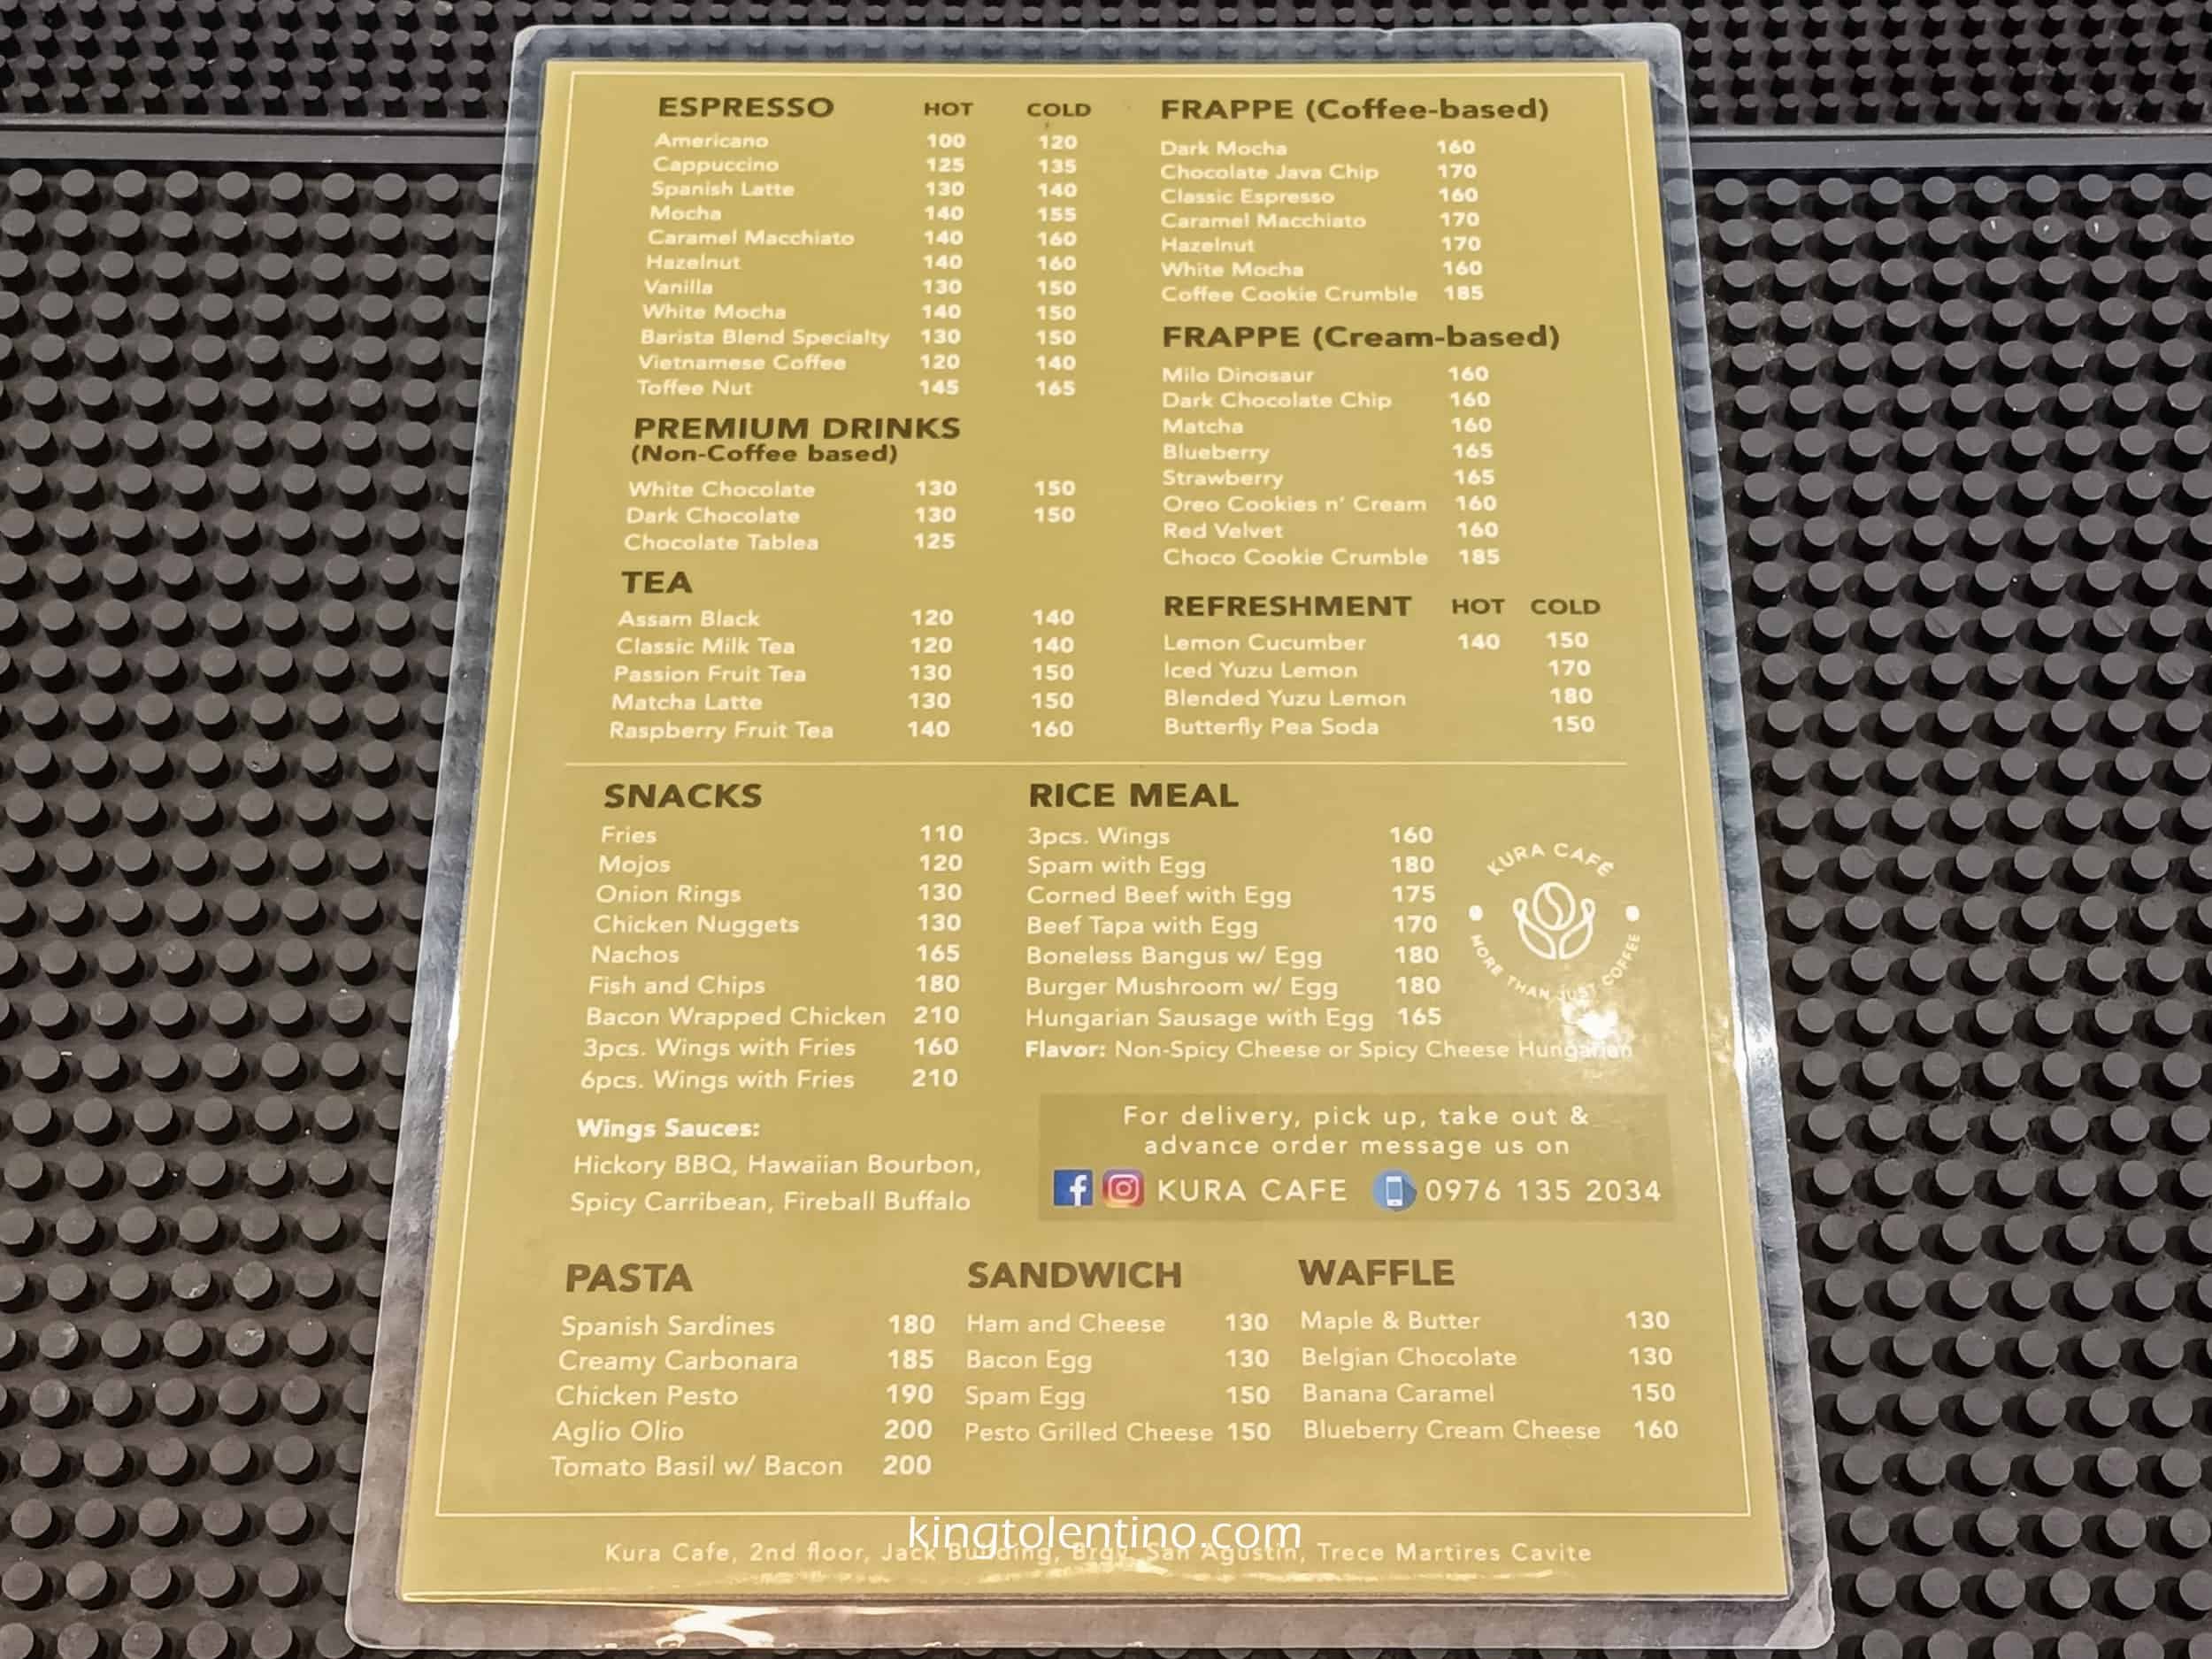 ESPRESSO HOT COLD
Americano 100 120
Cappuccino 125 135
Spanish Latte 130 140
Mocha 140 155
Caramel Macchiato 140 160
Hazelnut 140 160
Vanilla 130 150
White Mocha 140 150
Barista Blend Specialty 130 150
Vietnamese Coffee 120 140
Toffee Nut 145 165
PREMIUM DRINKS
(Non-Coffee based)
White Chocolate 130 150
Dark Chocolate 130 150
Chocolate Tablea 125
TEA
Assam Black 120 140
Classic Milk Tea 120 140
Passion Fruit Tea 130 150
Matcha Latte 130 150
Raspberry Fruit Tea 140 160
FRAPPE (Coffee-based)
Dark Mocha 160
Chocolate Java Chip 170
Classic Espresso 160
Caramel Macchiato 170
Hazelnut 170
White Mocha 160
Coffee Cookie Crumble 185
FRAPPE (Cream-based)
Milo Dinosaur 160
Dark Chocolate Chip 160
Matcha 160
Blueberry 165
Strawberry 165
Oreo Cookies n' Cream 160
Red Velvet 160
Choco Cookie Crumble 185
REFRESHMENT HOT COLD
Lemon Cucumber 140 150
Iced Yuzu Lemon 170
Blended Yuzu Lemon 180
Butterfly Pea Soda 150
SNACKS
Fries 110
Mojos 120
Onion Rings 130
Chicken Nuggets 130
Nachos 165
Fish and Chips 180
Bacon Wrapped Chicken 210
3pcs. Wings with Fries 160
6pcs. Wings with Fries 210
Wings Sauces:
Hickory BBQ, Hawaiian Bourbon,
Spicy Carribean, Fireball Buffalo
RICE MEAL
3pcs. Wings 160
Spam with Egg 180
Corned Beef with Egg 175
Beef Tapa with Egg 170
Boneless Bangus w/ Egg 180
Burger Mushroom w/ Egg 180
Hungarian Sausage with Egg 165
Flavor: Non-Spicy Cheese or Spicy Cheese Hungarian
KURA CAFE
MORE THAN JUST COFFEE
For delivery, pick up, take out &
advance order message us on
KURA CAFE 0976 135 2034
PASTA
Spanish Sardines 180
Creamy Carbonara 185
Chicken Pesto 190
Aglio Olio 200
Tomato Basil w/ Bacon 200
SANDWICH
Ham and Cheese 130
Bacon Egg 130
Spam Egg 150
Pesto Grilled Cheese 150
WAFFLE
Maple & Butter 130
Belgian Chocolate 130
Banana Caramel 150
Blueberry Cream Cheese 160
kingtolentino.com
Kura Cafe, 2nd floor, Jack Building, Brgy. San Agustin, Trece Martires Cavite